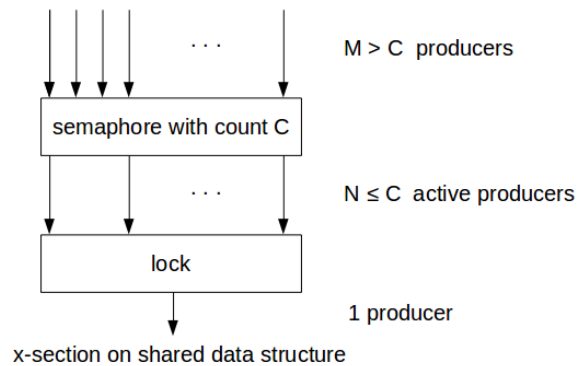 . . .
M > C  producers
semaphore with count C
. . .
N ≤ C  active producers
lock
1 producer
x-section on shared data structure